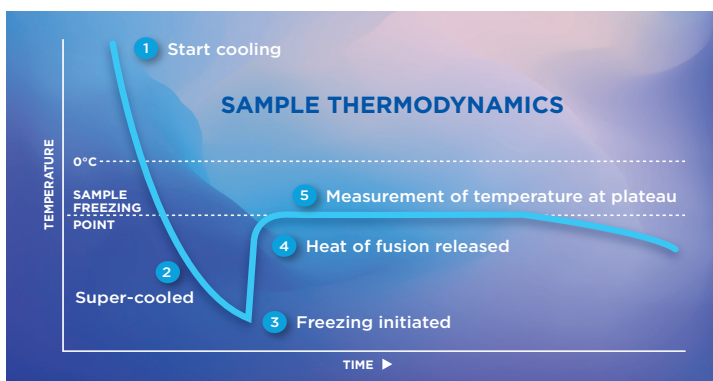 1 Start cooling
SAMPLE THERMODYNAMICS
TEMPERATURE
0°C
SAMPLE
FREEZING
POINT
5 Measurement of temperature at plateau
4 Heat of fusion released
2
Super-cooled
3 Freezing initiated
TIME ▶